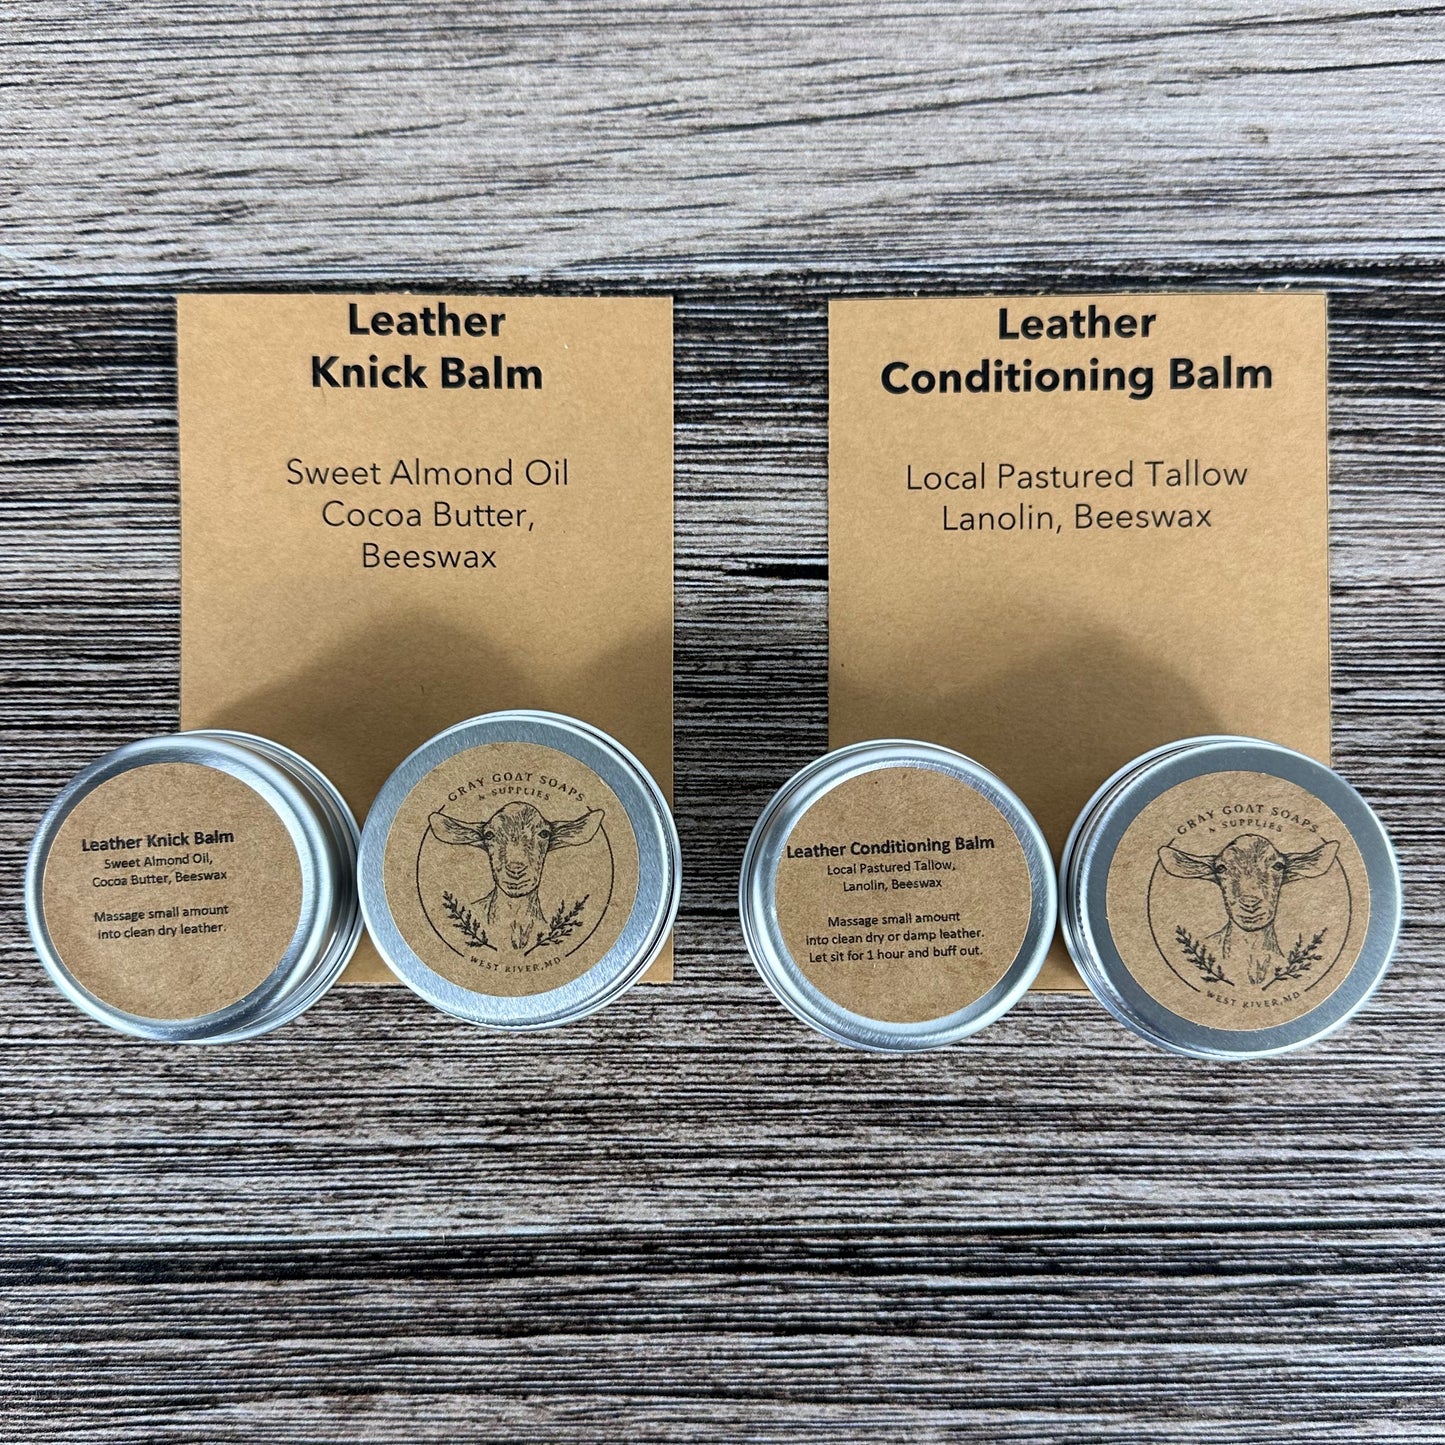 Leather
Knick Balm
Sweet Almond Oil
Cocoa Butter,
Beeswax
Leather
Conditioning Balm
Local Pastured Tallow
Lanolin, Beeswax
Leather Knick Balm
Sweet Almond Oil,
Cocoa Butter, Beeswax
Massage small amount
into clean dry leather.
GRAY GOAT SOAPS
& SUPPLIES
WEST RIVER, MD
Leather Conditioning Balm
Local Pastured Tallow,
Lanolin, Beeswax
Massage small amount
into clean dry or damp leather.
Let sit for 1 hour and buff out.
GRAY GOAT SOAPS
& SUPPLIES
WEST RIVER, MD